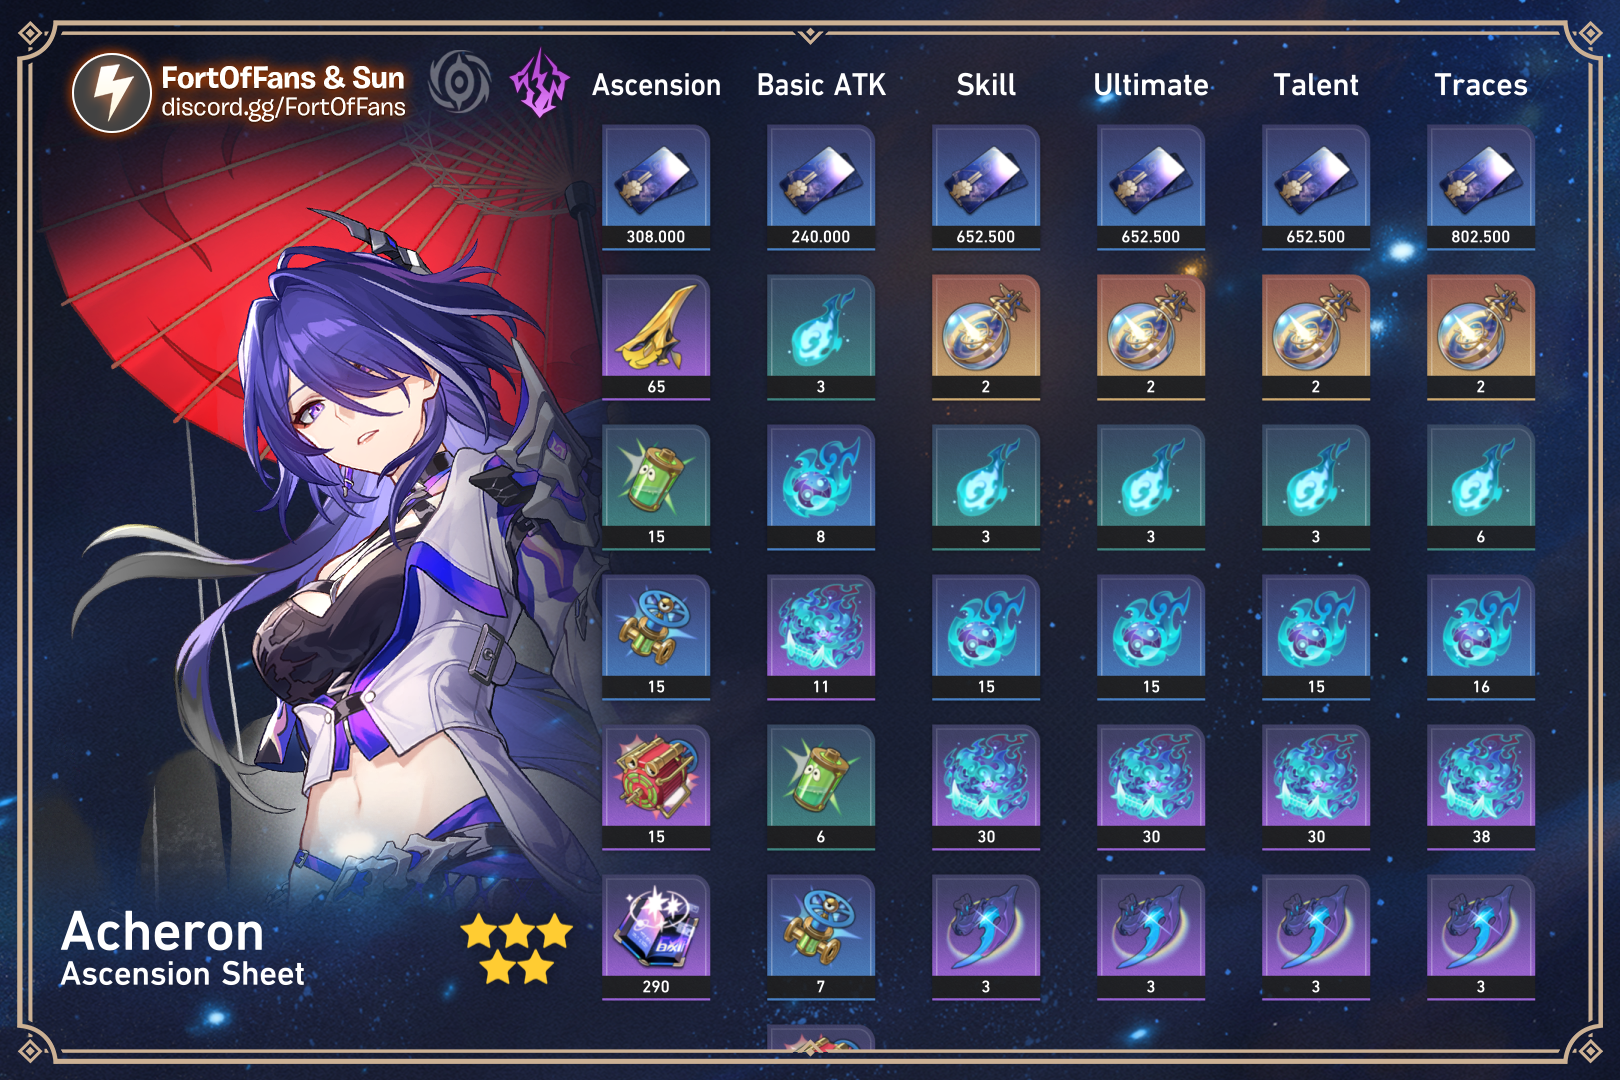 FortOfFans & Sun
discord.gg/FortOfFans
Ascension Basic ATK Skill Ultimate Talent Traces
308.000 240.000 652.500 652.500 652.500 802.500
65 3 2 2 2 2
15 8 3 3 3 6
15 11 15 15 15 16
15 6 30 30 30 38
290 7 3 3 3 3
Acheron
Ascension Sheet